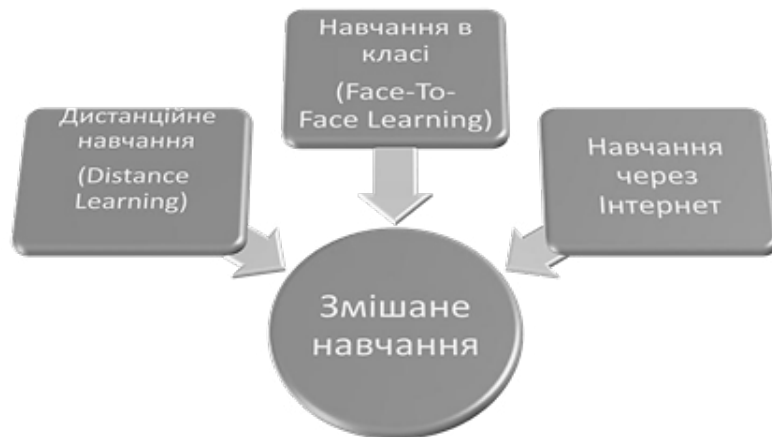 Дистанційне
навчання
(Distance
Learning)
Навчання в
класі
(Face-To-
Face Learning)
Навчання
через
Інтернет
Змішане
навчання